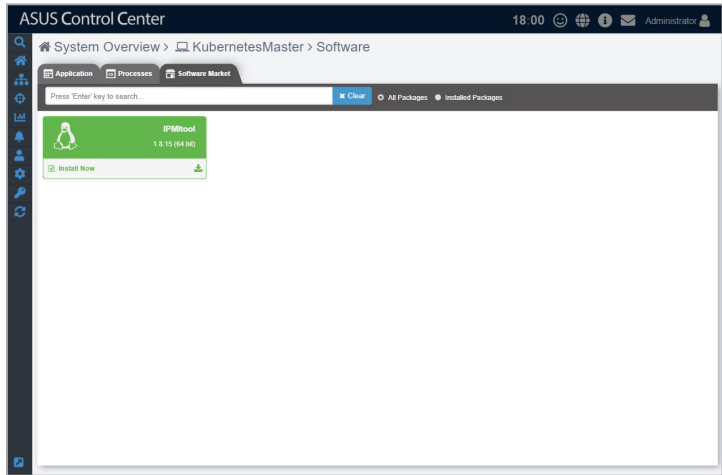 ASUS Control Center
18:00
Administrator
System Overview > KubernetesMaster > Software
Application
Processes
Software Market
Press 'Enter' key to search...
Clear
All Packages
Installed Packages
IPMItool
1.8.15 (64 bit)
Install Now